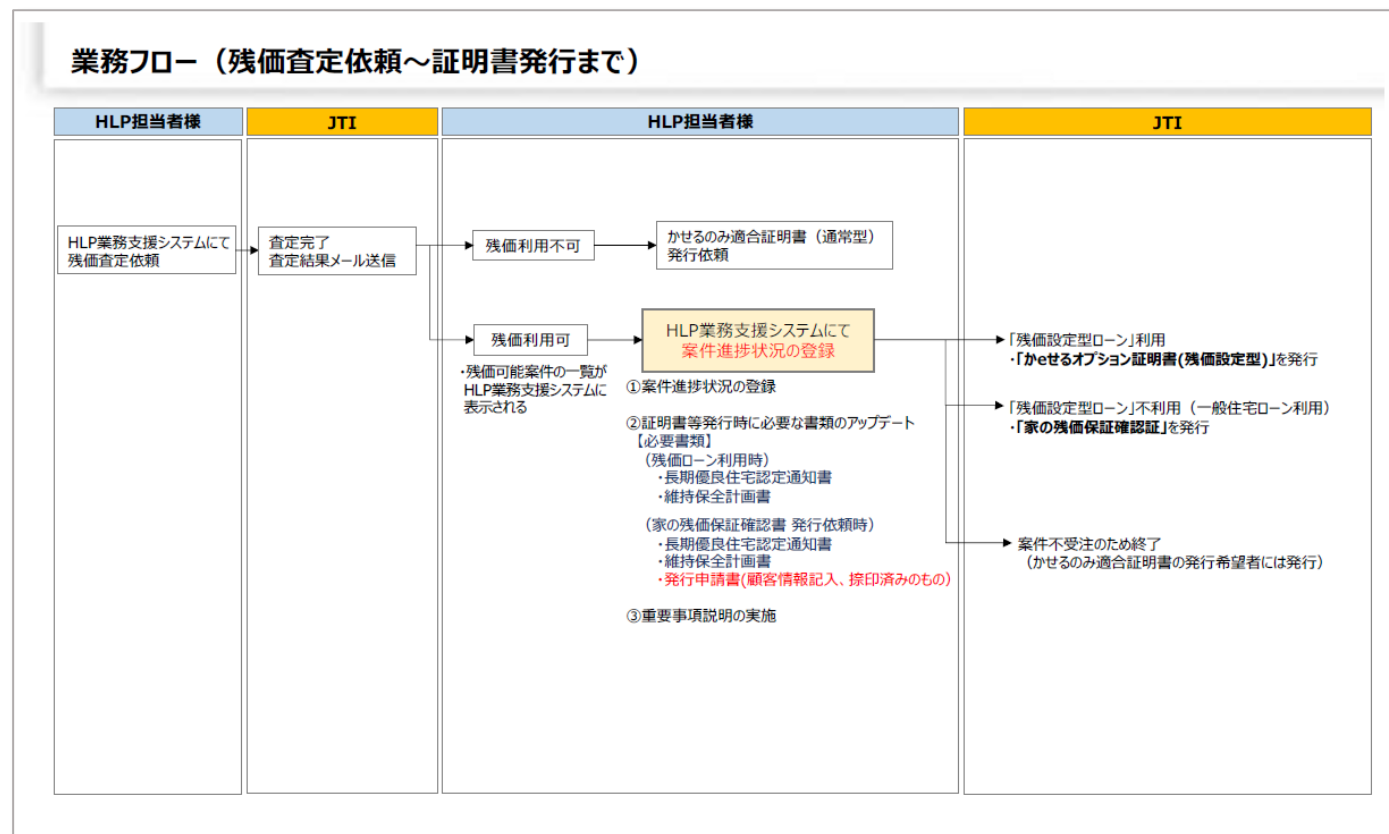 業務フロー（残価査定依頼～証明書発行まで）
HLP担当者様
JTI
HLP担当者様
JTI
HLP業務支援システムにて
残価査定依頼
査定完了
査定結果メール送信
残価利用不可
かせるのみ適合証明書（通常型）
発行依頼
残価利用可
・残価可能案件の一覧が
HLP業務支援システムに
表示される
HLP業務支援システムにて
案件進捗状況の登録
①案件進捗状況の登録
②証明書等発行時に必要な書類のアップデート
【必要書類】
（残価ローン利用時）
・長期優良住宅認定通知書
・維持保全計画書
（家の残価保証確認書 発行依頼時）
・長期優良住宅認定通知書
・維持保全計画書
・発行申請書(顧客情報記入、捺印済みのもの）
③重要事項説明の実施
「残価設定型ローン」利用
・「かeせるオプション証明書(残価設定型)」を発行
「残価設定型ローン」不利用（一般住宅ローン利用）
・「家の残価保証確認証」を発行
案件不受注のため終了
（かせるのみ適合証明書の発行希望者には発行）